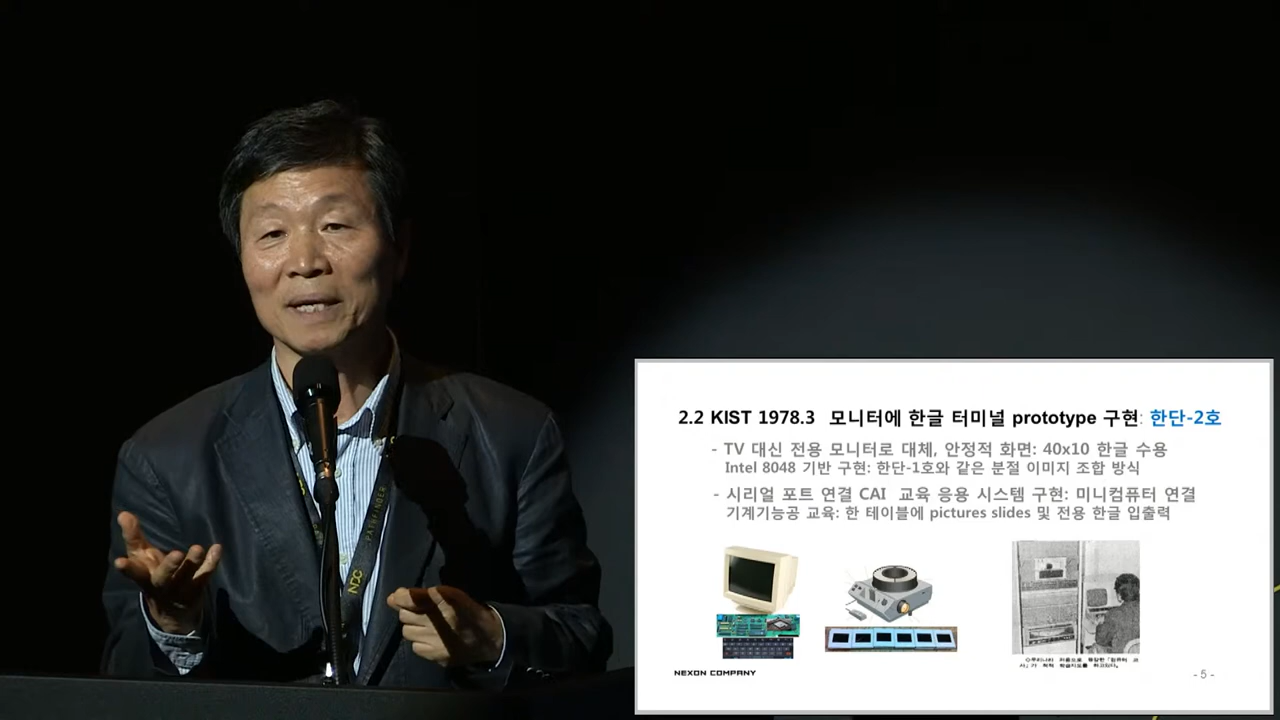 2.2 KIST 1978.3 모니터에 한글 터미널 prototype 구현: 한단-2호
- TV 대신 전용 모니터로 대체, 안정적 화면: 40x10 한글 수용
Intel 8048 기반 구현: 한단-1호와 같은 분절 이미지 조합 방식
- 시리얼 포트 연결 CAI 교육 응용 시스템 구현: 미니컴퓨터 연결
기계기능공 교육: 한 테이블에 pictures slides 및 전용 한글 입출력
NDC PATHFINDER
NEXON COMPANY
- 5 -